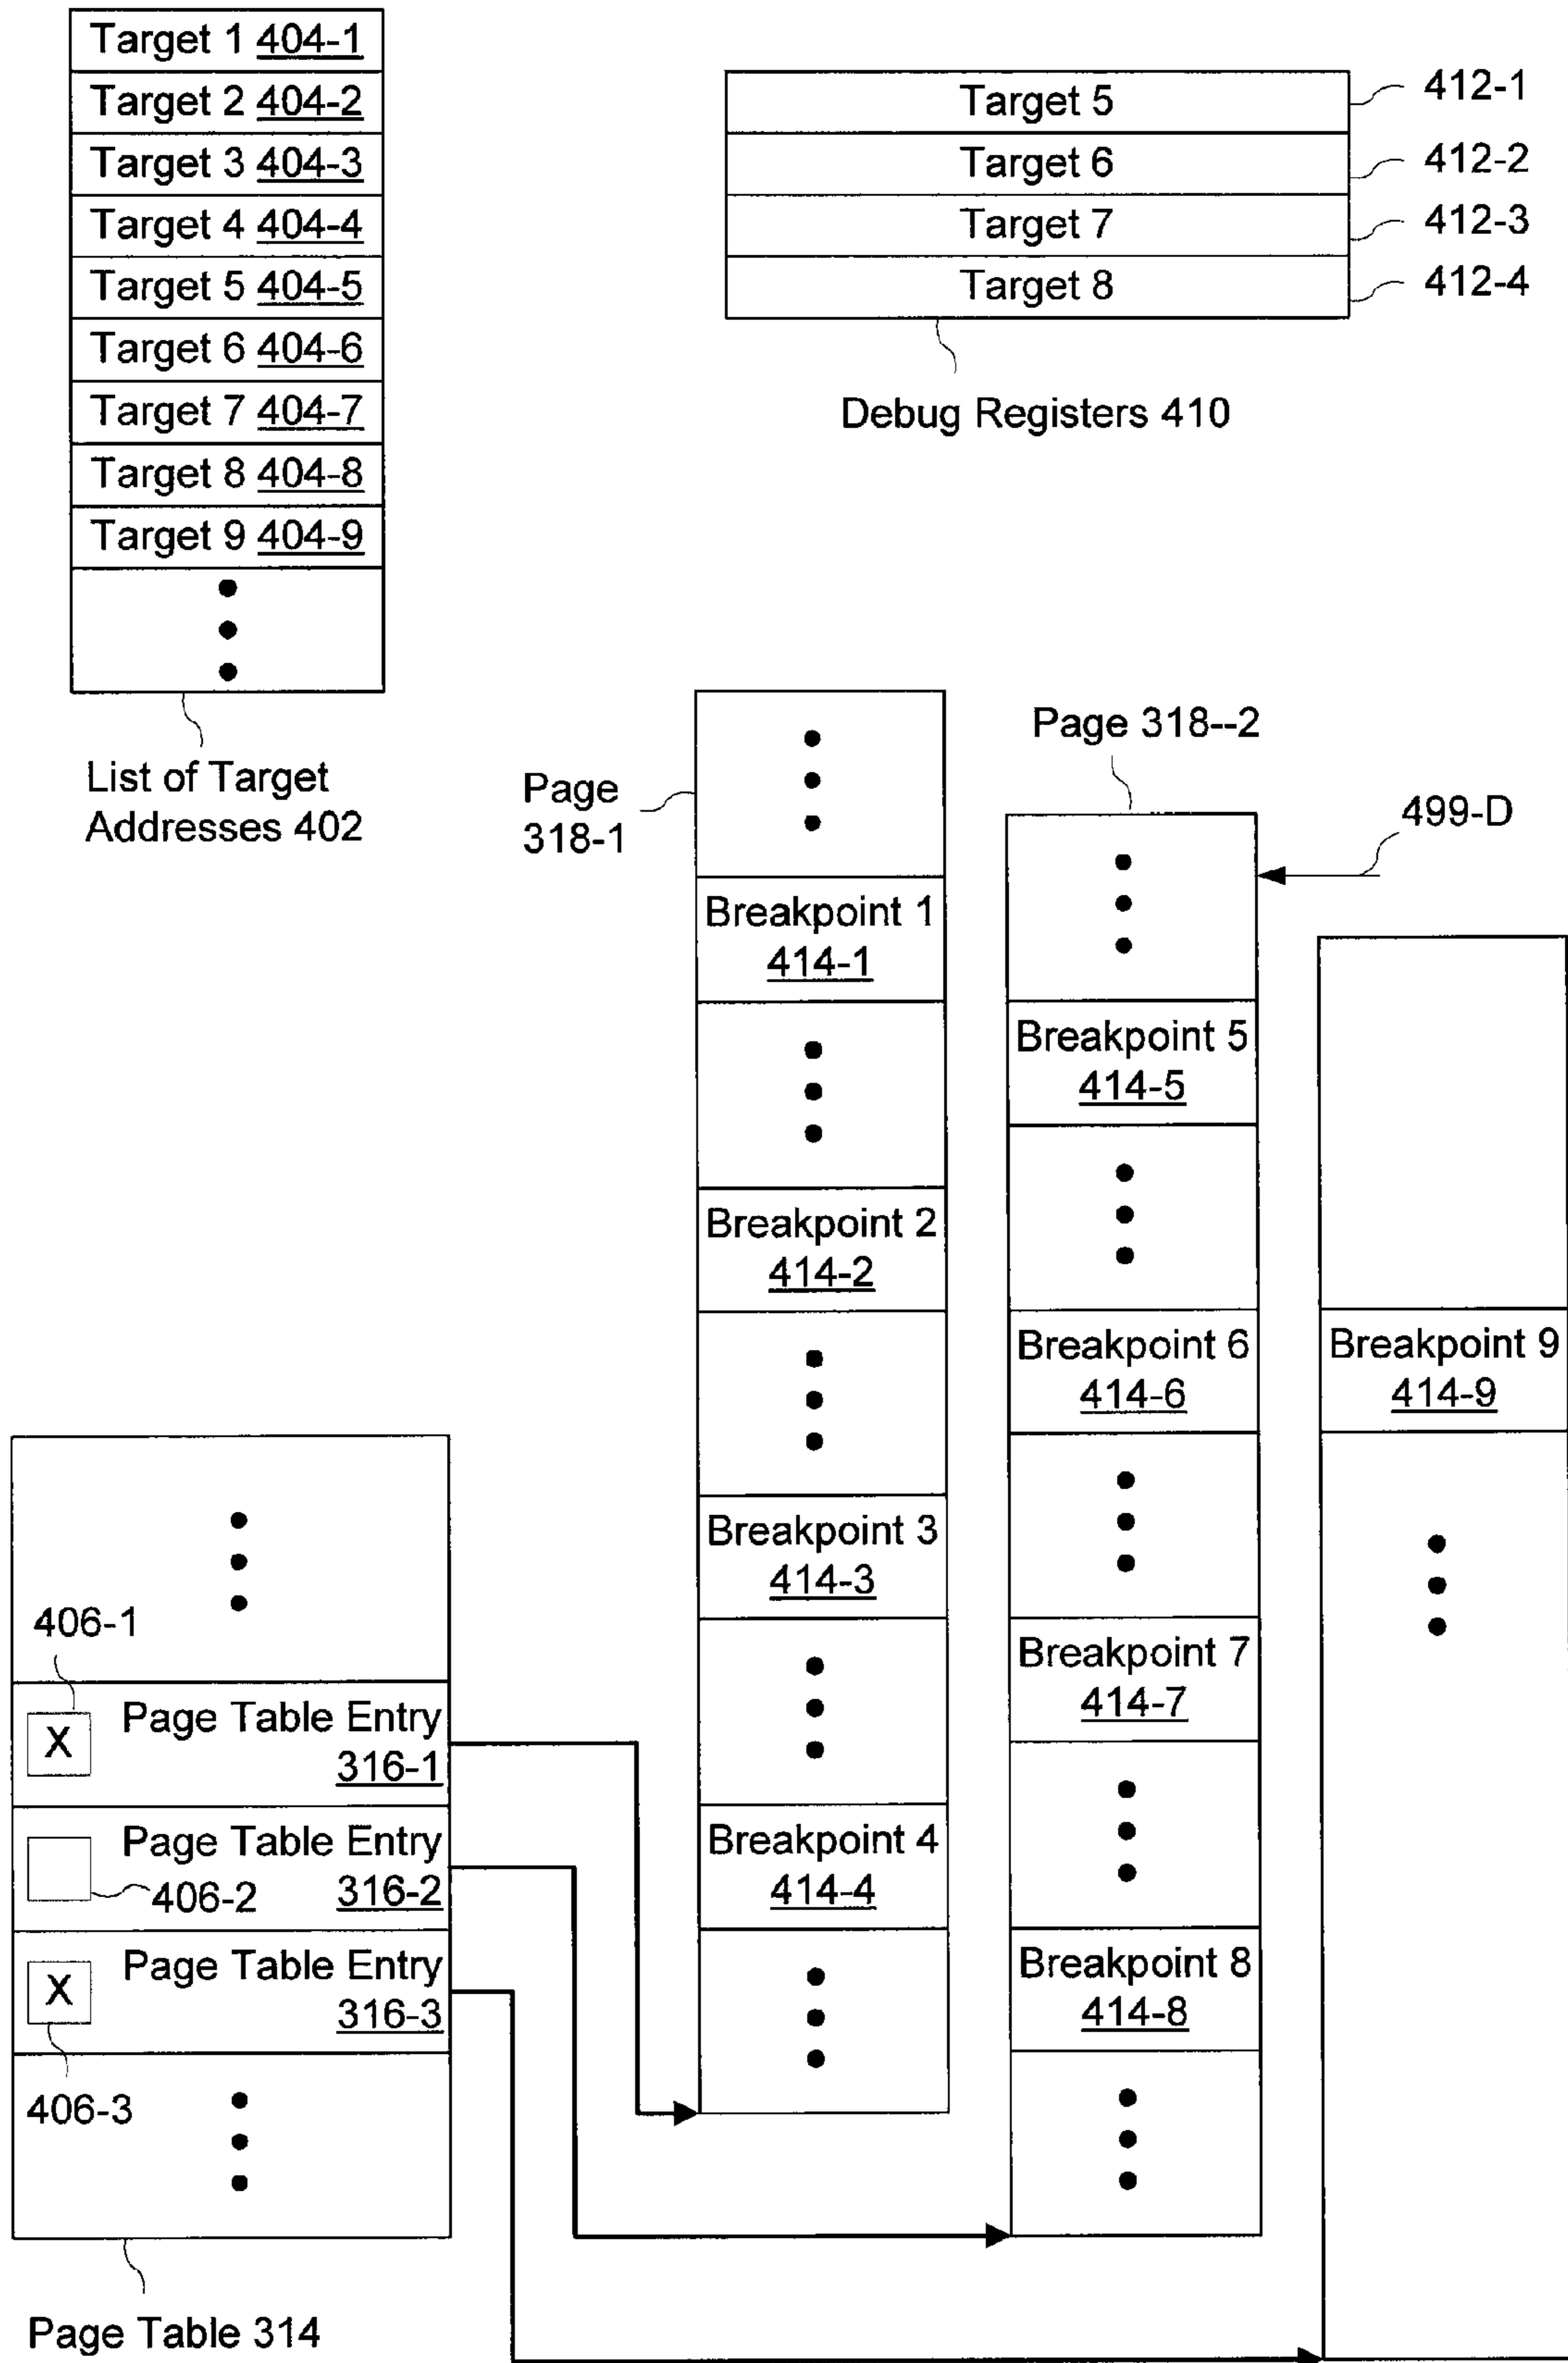 Target 1 404-1
Target 2 404-2
Target 3 404-3
Target 4 404-4
Target 5 404-5
Target 6 404-6
Target 7 404-7
Target 8 404-8
Target 9 404-9
List of Target
Addresses 402
Target 5
Target 6
Target 7
Target 8
412-1
412-2
412-3
412-4
Debug Registers 410
Page
318-1
Breakpoint 1
414-1
Breakpoint 2
414-2
Breakpoint 3
414-3
Breakpoint 4
414-4
Page 318--2
499-D
Breakpoint 5
414-5
Breakpoint 6
414-6
Breakpoint 7
414-7
Breakpoint 8
414-8
Breakpoint 9
414-9
406-1
X
Page Table Entry
316-1
Page Table Entry
316-2
406-2
X
Page Table Entry
316-3
406-3
Page Table 314